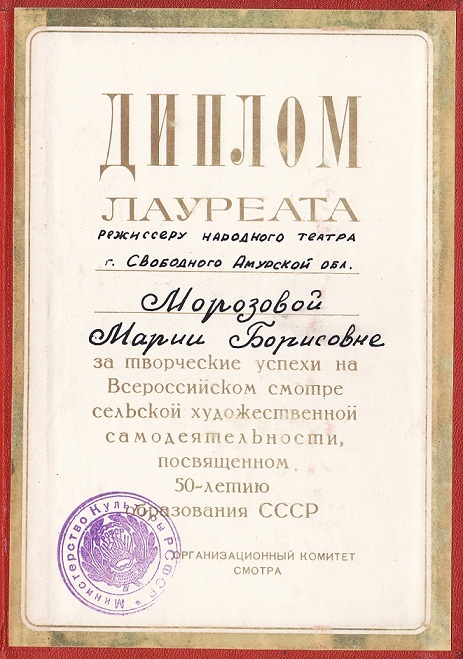 ДИПЛОМ
ЛАУРЕАТА
РЕЖИССЕРУ НАРОДНОГО ТЕАТРА
г. СВОБОДНОГО АМУРСКОЙ ОБЛ.
Морозовой
Марии Борисовне
за творческие успехи на
Всероссийском смотре
сельской художественной
самодеятельности,
посвященном
50-летию
образования СССР
ОРГАНИЗАЦИОННЫЙ КОМИТЕТ
СМОТРА
Министерство Культуры РСФСР
РСФСР